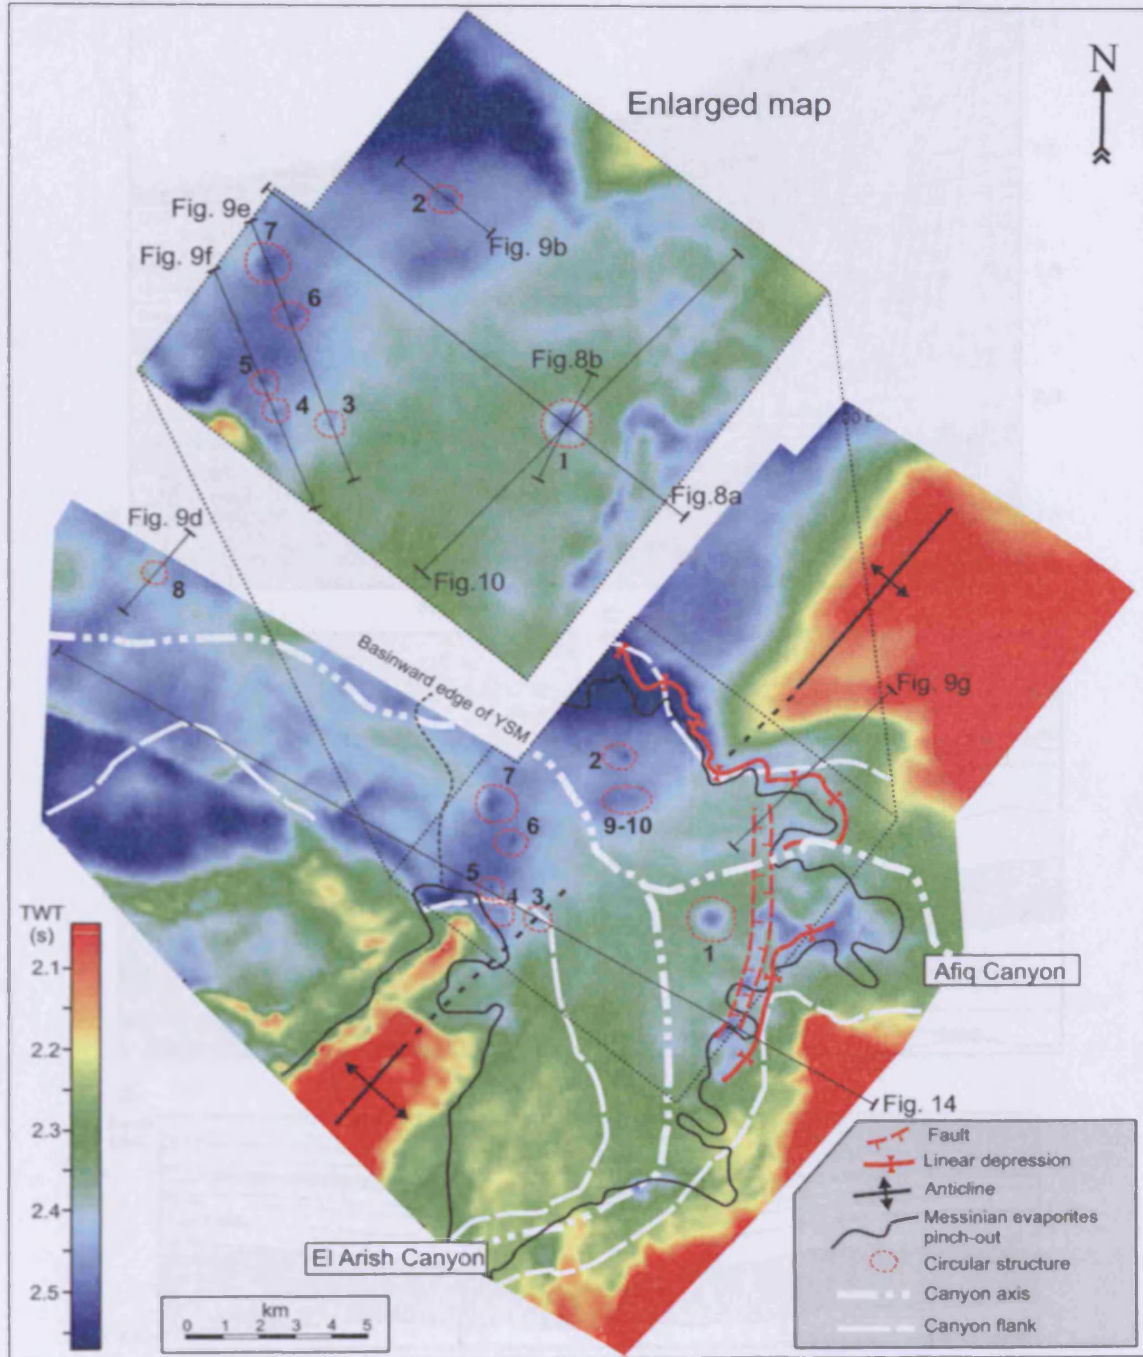 N
Enlarged map
Fig. 9e
2
7
Fig. 9b
Fig. 9f
6
Fig.8b
5
4
3
1
Fig.8a
Fig.10
Fig. 9d
8
Basinward edge of YSM
Fig. 9g
2
7
9-10
6
5
4
3
1
TWT
(s)
2.1
2.2
2.3
2.4
2.5
Afiq Canyon
Fig. 14
El Arish Canyon
km
0 1 2 3 4 5
Fault
Linear depression
Anticline
Messinian evaporites
pinch-out
Circular structure
Canyon axis
Canyon flank